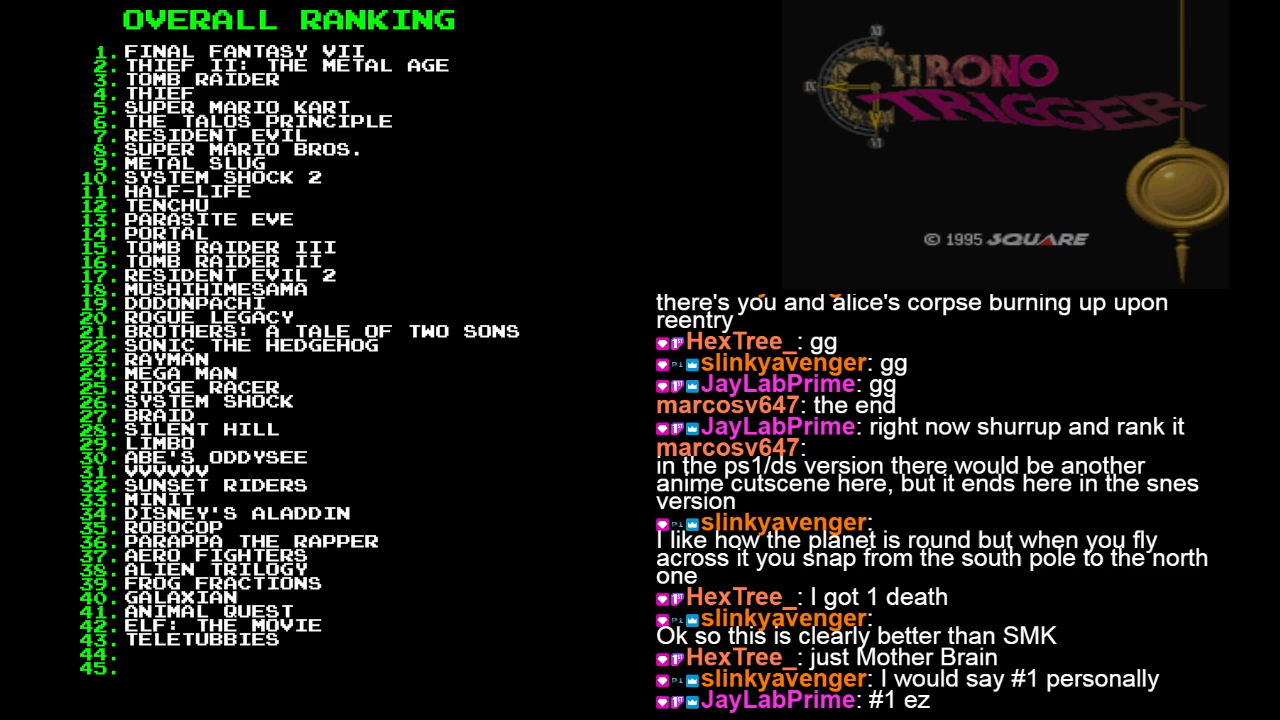 OVERALL RANKING
1. FINAL FANTASY VII
2. THIEF II: THE METAL AGE
3. TOMB RAIDER
4. THIEF
5. SUPER MARIO KART
6. THE TALOS PRINCIPLE
7. RESIDENT EVIL
8. SUPER MARIO BROS.
9. METAL SLUG
10. SYSTEM SHOCK 2
11. HALF-LIFE
12. TENCHU
13. PARASITE EVE
14. PORTAL
15. TOMB RAIDER III
16. TOMB RAIDER II
17. RESIDENT EVIL 2
18. MUSHIHIMESAMA
19. DODONPACHI
20. ROGUE LEGACY
21. BROTHERS: A TALE OF TWO SONS
22. SONIC THE HEDGEHOG
23. RAYMAN
24. MEGA MAN
25. RIDGE RACER
26. SYSTEM SHOCK
27. BRAID
28. SILENT HILL
29. LIMBO
30. ABE'S ODDYSEE
31. VVVVVV
32. SUNSET RIDERS
33. MINIT
34. DISNEY'S ALADDIN
35. ROBOCOP
36. PARAPPA THE RAPPER
37. AERO FIGHTERS
38. ALIEN TRILOGY
39. FROG FRACTIONS
40. GALAXIAN
41. ANIMAL QUEST
42. ELF: THE MOVIE
43. TELETUBBIES
44.
45.
CHRONO
TRIGGER
© 1995 SQUARE
there's you and alice's corpse burning up upon
reentry
HexTree_: gg
slinkyavenger: gg
JayLabPrime: gg
marcosv647: the end
JayLabPrime: right now shurrup and rank it
marcosv647:
in the ps1/ds version there would be another
anime cutscene here, but it ends here in the snes
version
slinkyavenger:
I like how the planet is round but when you fly
across it you snap from the south pole to the north
one
HexTree_: I got 1 death
slinkyavenger:
Ok so this is clearly better than SMK
HexTree_: just Mother Brain
slinkyavenger: I would say #1 personally
JayLabPrime: #1 ez